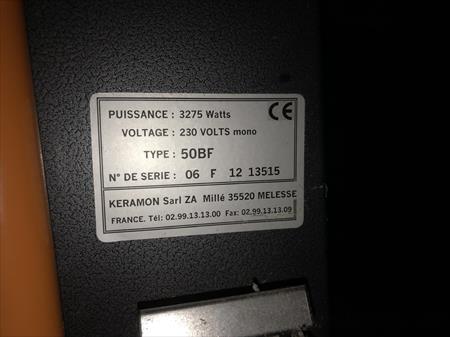 PUISSANCE : 3275 Watts
CE
VOLTAGE : 230 VOLTS mono
TYPE : 50BF
N° DE SERIE : 06 F 12 13515
KERAMON Sarl ZA Millé 35520 MELESSE
FRANCE. Tél: 02.99.13.13.00 Fax: 02.99.13.13.09